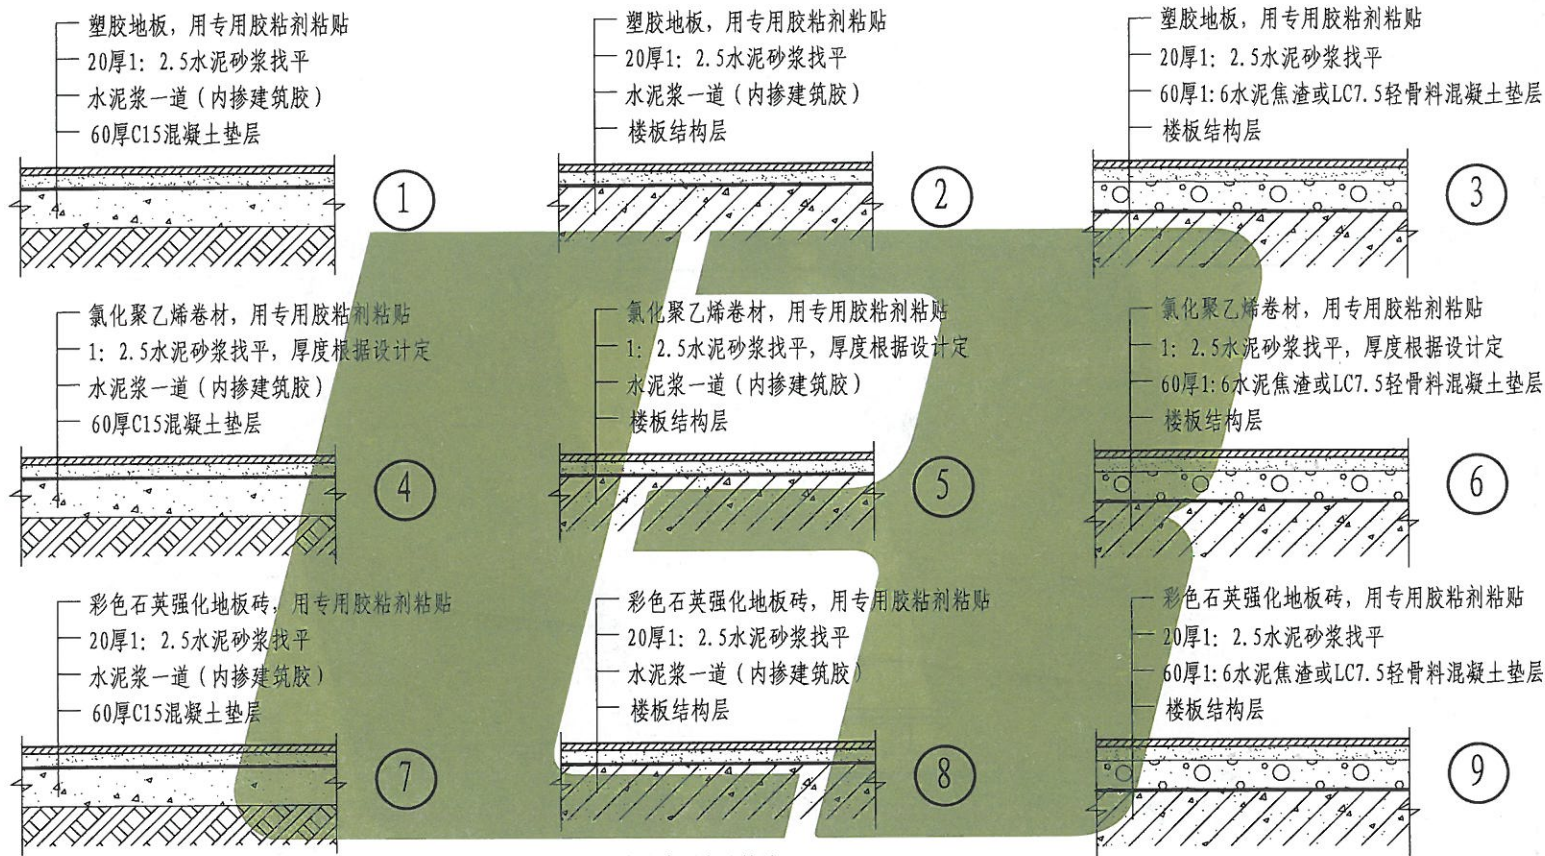 塑胶地板，用专用胶粘剂粘贴
20厚1: 2.5水泥砂浆找平
水泥浆一道（内掺建筑胶）
60厚C15混凝土垫层
1
塑胶地板，用专用胶粘剂粘贴
20厚1: 2.5水泥砂浆找平
水泥浆一道（内掺建筑胶）
楼板结构层
2
塑胶地板，用专用胶粘剂粘贴
20厚1: 2.5水泥砂浆找平
60厚1:6水泥焦渣或LC7.5轻骨料混凝土垫层
楼板结构层
3
氯化聚乙烯卷材，用专用胶粘剂粘贴
1: 2.5水泥砂浆找平，厚度根据设计定
水泥浆一道（内掺建筑胶）
60厚C15混凝土垫层
4
氯化聚乙烯卷材，用专用胶粘剂粘贴
1: 2.5水泥砂浆找平，厚度根据设计定
水泥浆一道（内掺建筑胶）
楼板结构层
5
氯化聚乙烯卷材，用专用胶粘剂粘贴
1: 2.5水泥砂浆找平，厚度根据设计定
60厚1:6水泥焦渣或LC7.5轻骨料混凝土垫层
楼板结构层
6
彩色石英强化地板砖，用专用胶粘剂粘贴
20厚1: 2.5水泥砂浆找平
水泥浆一道（内掺建筑胶）
60厚C15混凝土垫层
7
彩色石英强化地板砖，用专用胶粘剂粘贴
20厚1: 2.5水泥砂浆找平
水泥浆一道（内掺建筑胶）
楼板结构层
8
彩色石英强化地板砖，用专用胶粘剂粘贴
20厚1: 2.5水泥砂浆找平
60厚1:6水泥焦渣或LC7.5轻骨料混凝土垫层
楼板结构层
9